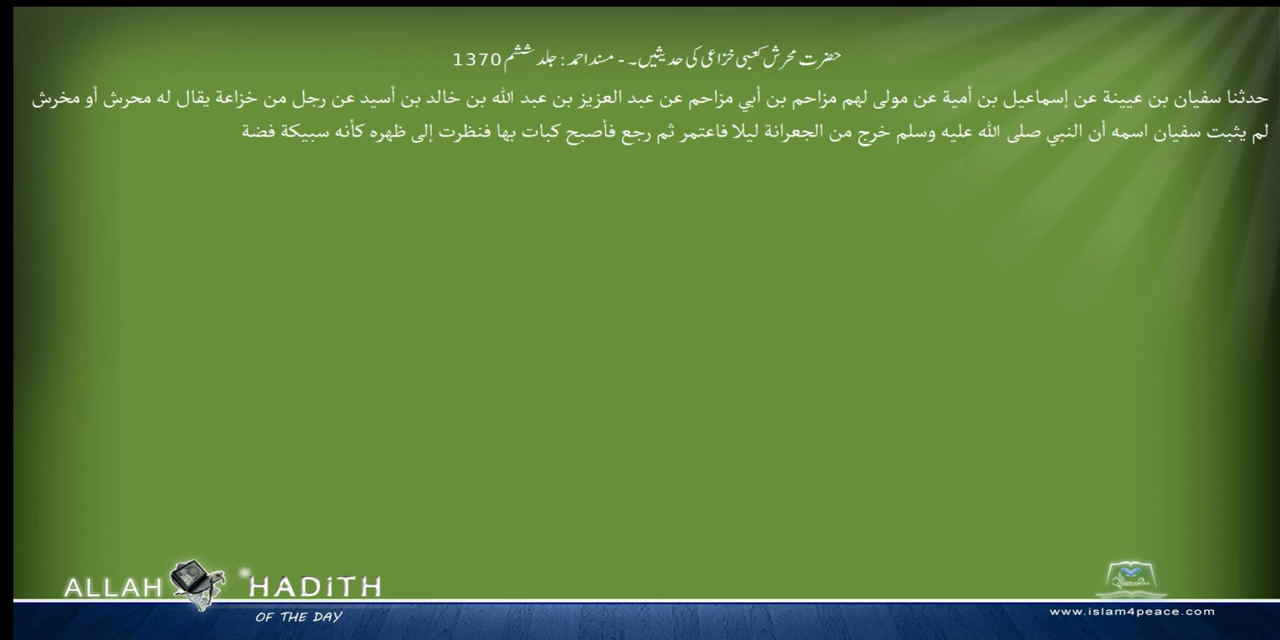 حضرت محرش کعبی خزاعی کی حدیثیں۔ - مسند احمد : جلد ششم 1370
حدثنا سفيان بن عيينة عن إسماعيل بن أمية عن مولى لهم مزاحم بن أبي مزاحم عن عبد العزيز بن عبد الله بن خالد بن أسيد عن رجل من خزاعة يقال له محرش أو مخرش
لم يثبت سفيان اسمه أن النبي صلى الله عليه وسلم خرج من الجعرانة ليلا فاعتمر ثم رجع فأصبح كبات بها فنظرت إلى ظهره كأنه سبيكة فضة
ALLAH HADITH
OF THE DAY
www.islam4peace.com